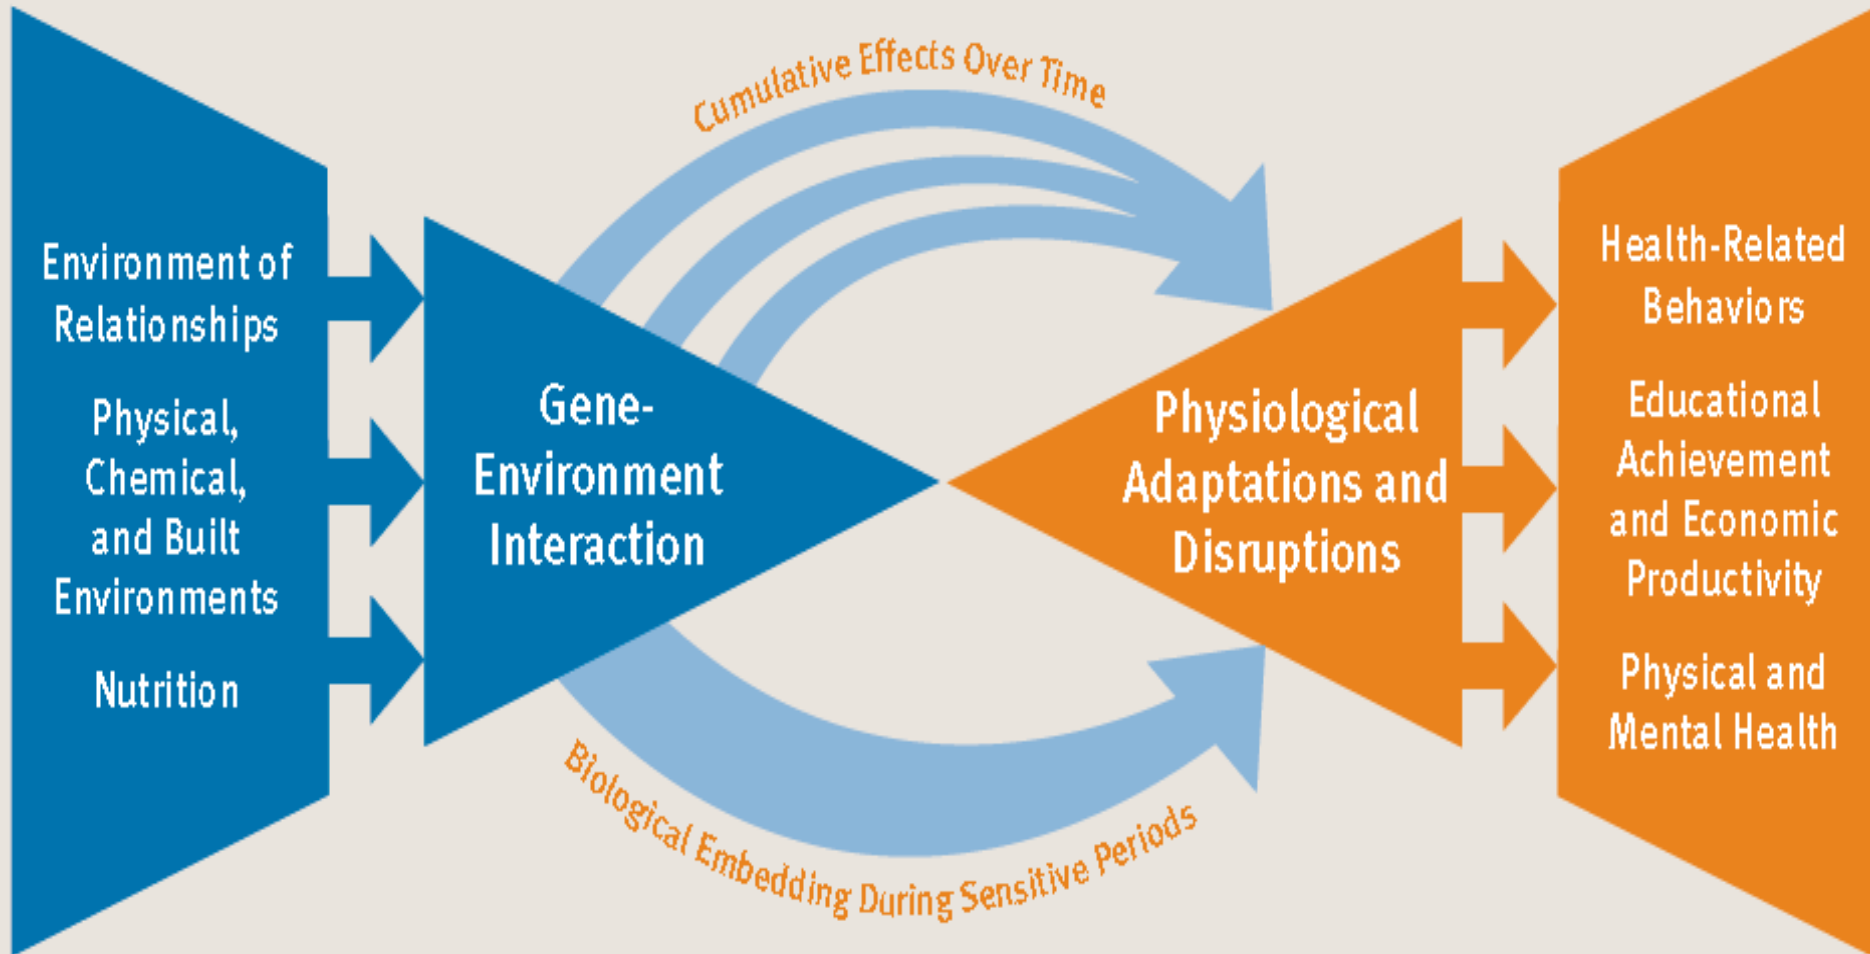 Cumulative Effects Over Time
Environment of
Relationships
Physical,
Chemical,
and Built
Environments
Nutrition
Gene-
Environment
Interaction
Physiological
Adaptations and
Disruptions
Health-Related
Behaviors
Educational
Achievement
and Economic
Productivity
Physical and
Mental Health
Biological Embedding During Sensitive Periods